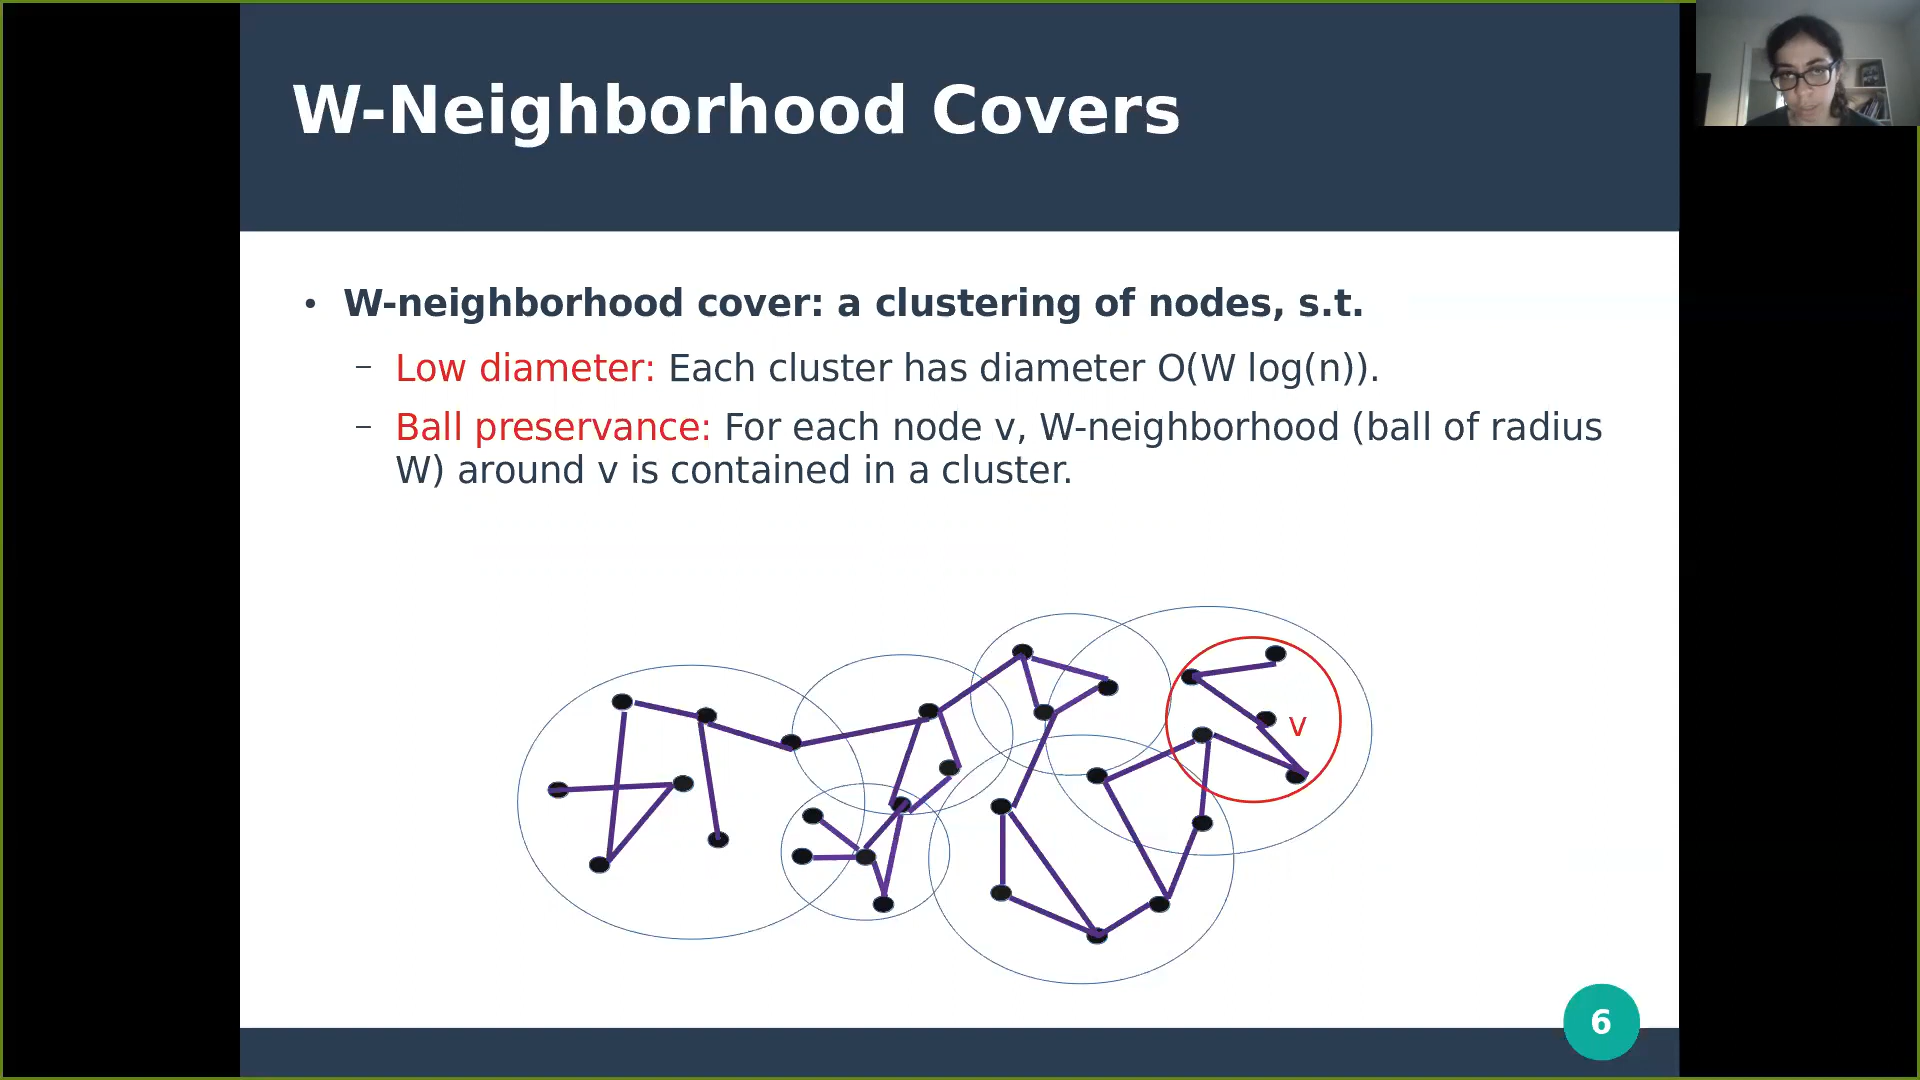 W-Neighborhood Covers
• W-neighborhood cover: a clustering of nodes, s.t.
– Low diameter: Each cluster has diameter O(W log(n)).
– Ball preservance: For each node v, W-neighborhood (ball of radius
W) around v is contained in a cluster.
v
6